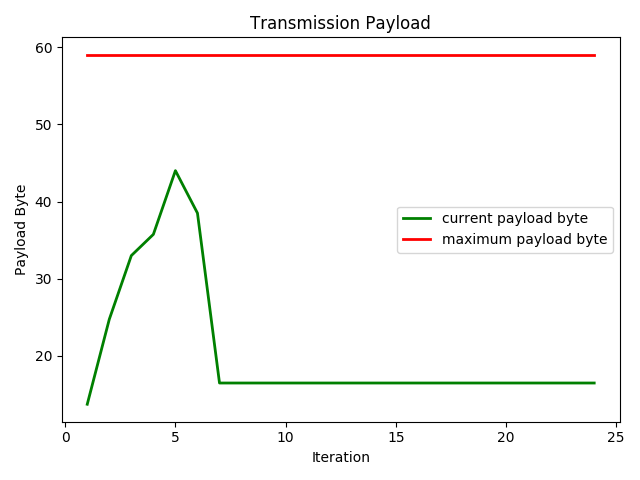 Transmission Payload
60
50
40
30
20
Payload Byte
current payload byte
maximum payload byte
0 5 10 15 20 25
Iteration